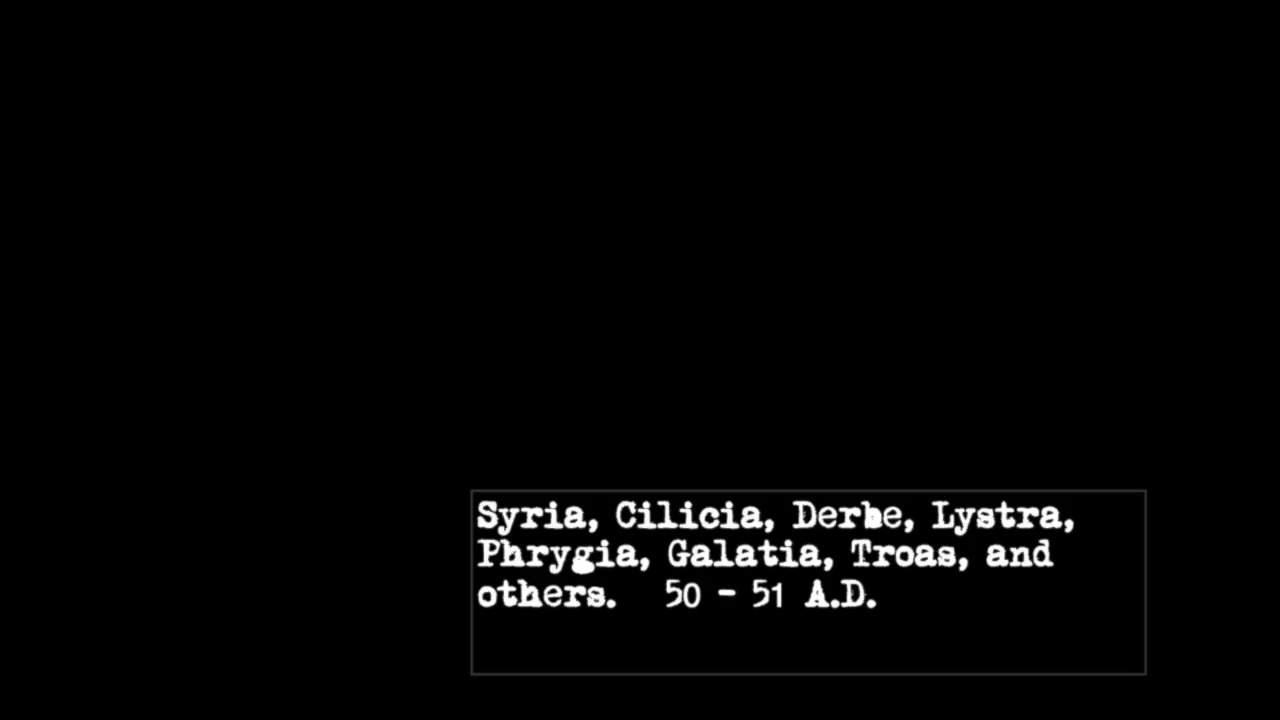 Syria, Cilicia, Derbe, Lystra,
Phrygia, Galatia, Troas, and
others.  50 - 51 A.D.